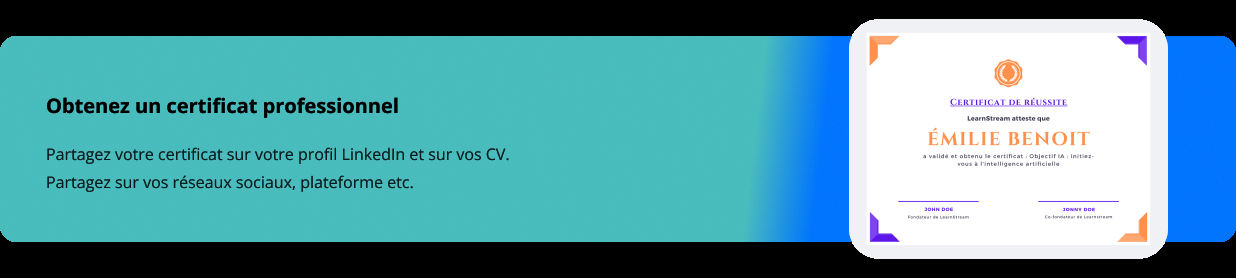 Obtenez un certificat professionnel
Partagez votre certificat sur votre profil LinkedIn et sur vos CV.
Partagez sur vos réseaux sociaux, plateforme etc.
Certificat de réussite
LearnStream atteste que
ÉMILIE BENOIT
a validé et obtenu le certificat : Objectif IA : initiez-
vous à l'intelligence artificielle
JOHN DOE
Fondateur de LearnStream
JONNY DOE
Co-fondateur de Learnstream